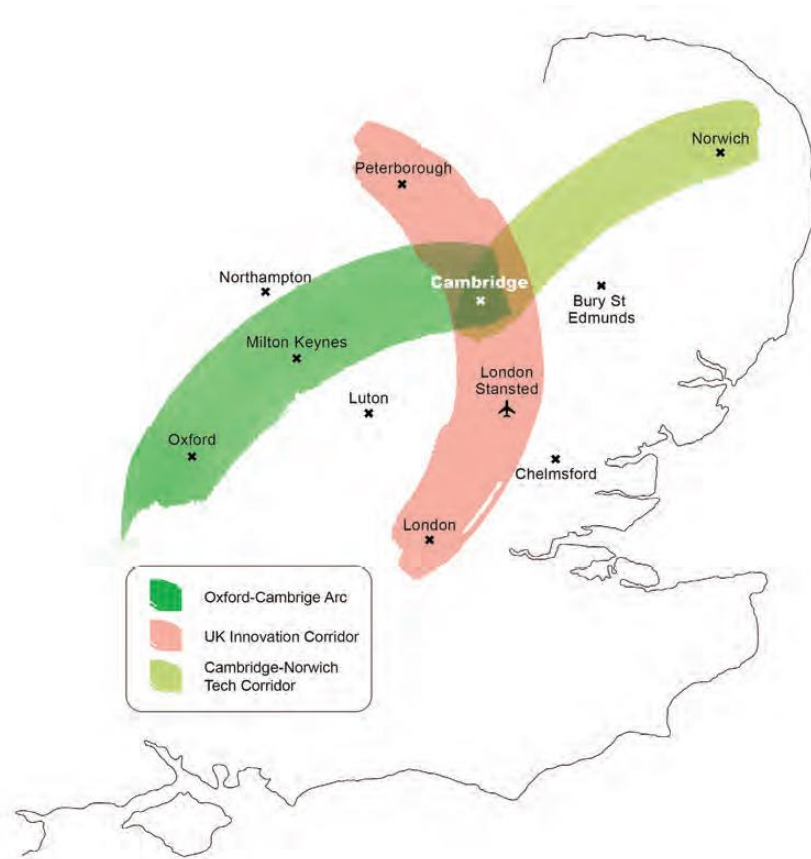 Norwich
Peterborough
Northampton
Cambridge
Bury St
Edmunds
Milton Keynes
London
Stansted
Luton
Oxford
Chelmsford
London
Oxford-Cambrige Arc
UK Innovation Corridor
Cambridge-Norwich
Tech Corridor